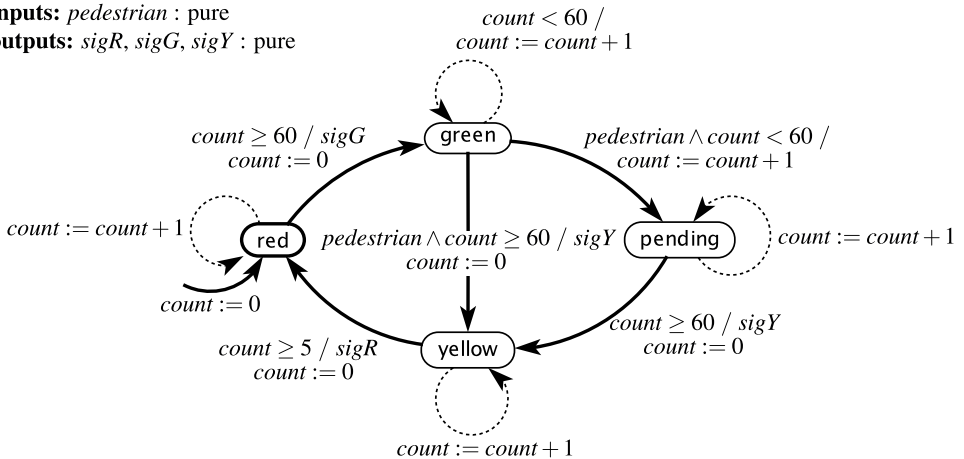 nputs: pedestrian : pure
outputs: sigR, sigG, sigY : pure
count < 60 /
count := count + 1
count ≥ 60 / sigG
count := 0
green
pedestrian ∧ count < 60 /
count := count + 1
count := count + 1
red
pedestrian ∧ count ≥ 60 / sigY
count := 0
pending
count := count + 1
count := 0
count ≥ 5 / sigR
count := 0
yellow
count ≥ 60 / sigY
count := 0
count := count + 1